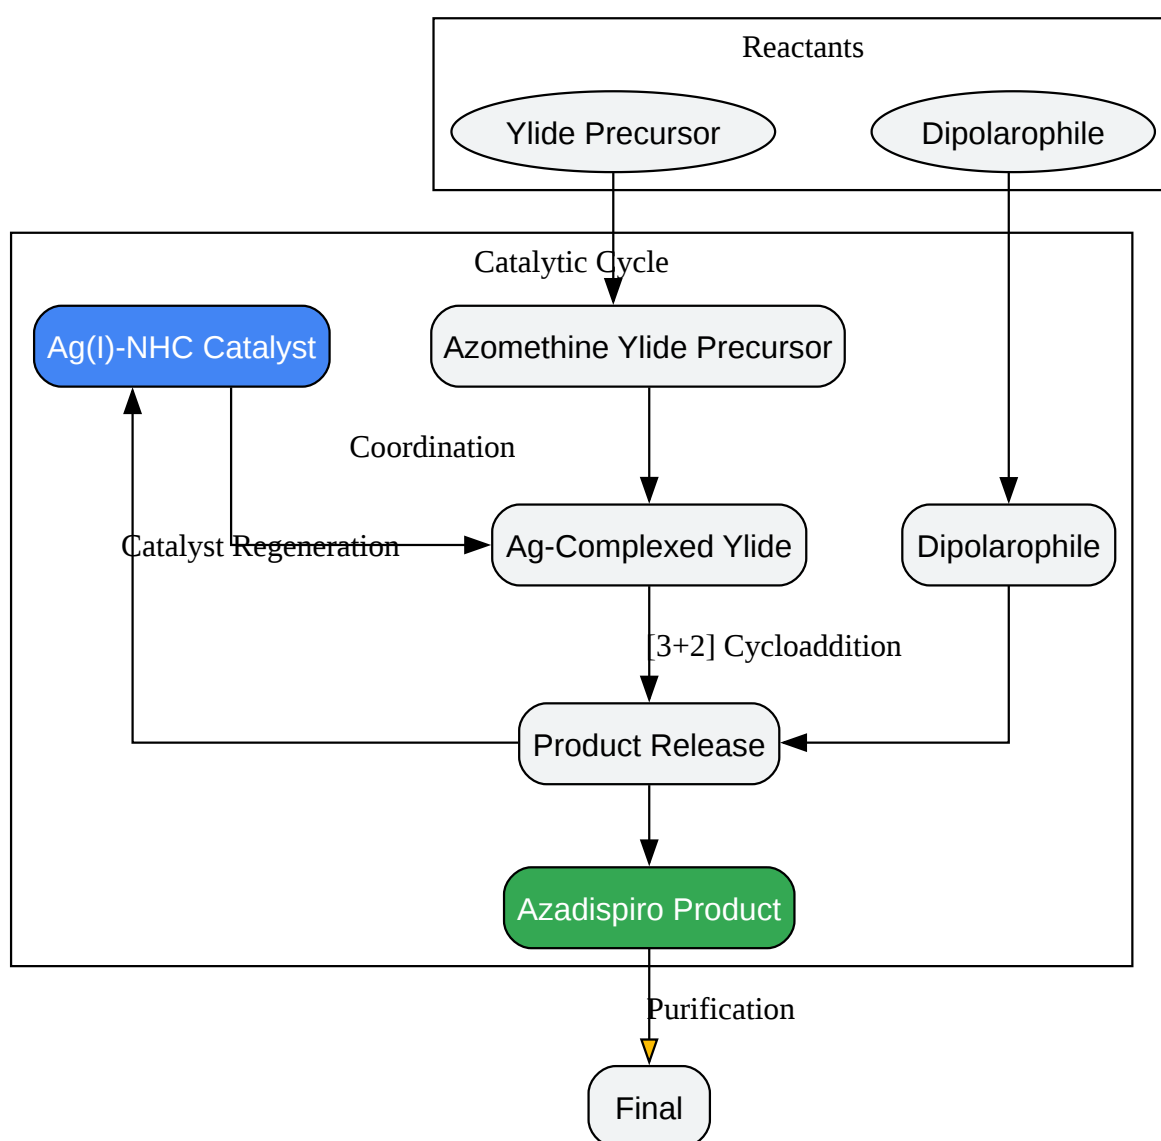 Reactants
Ylide Precursor
Dipolarophile
Catalytic Cycle
Ag(I)-NHC Catalyst
Azomethine Ylide Precursor
Coordination
Catalyst Regeneration
Ag-Complexed Ylide
Dipolarophile
[3+2] Cycloaddition
Product Release
Azadispiro Product
Purification
Final